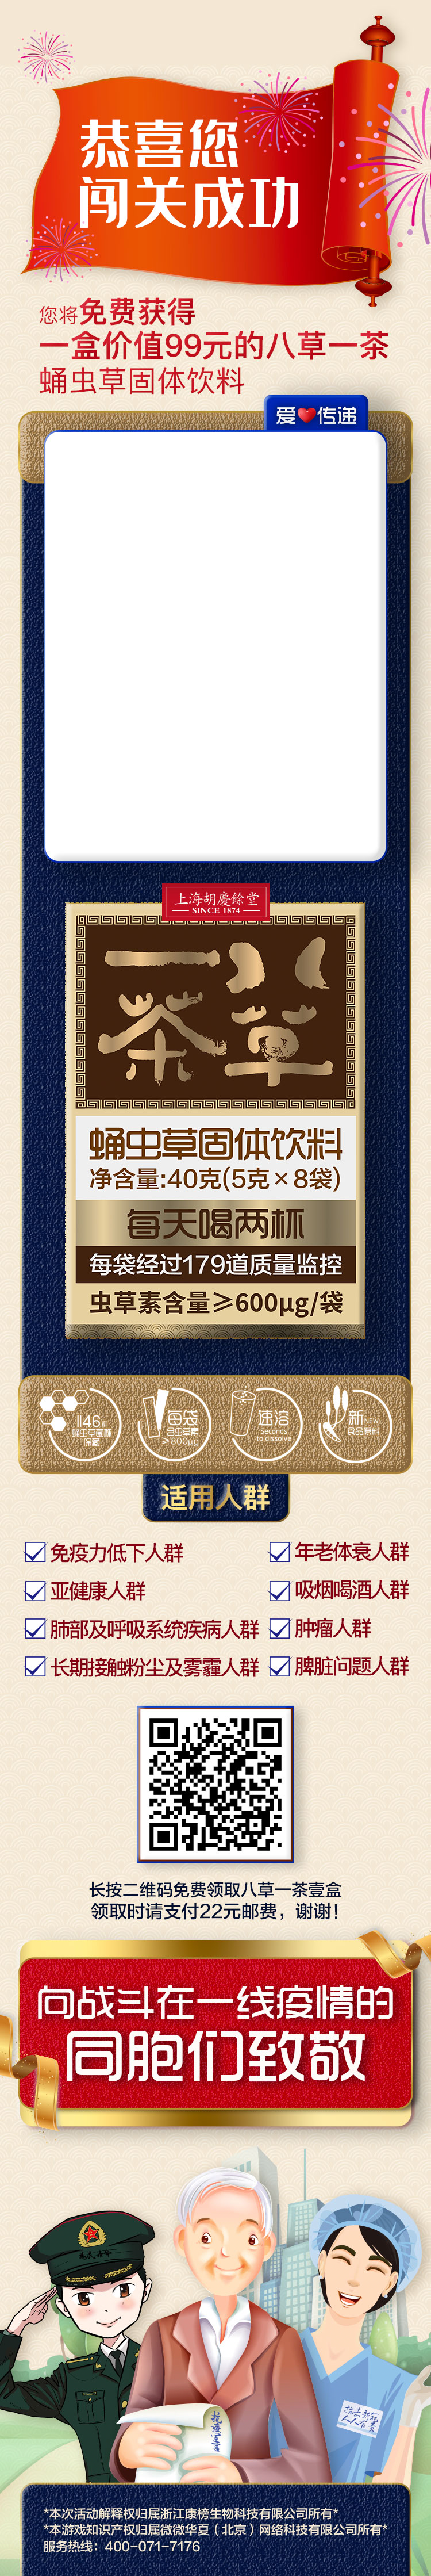 恭喜您
闯关成功
您将免费获得
一盒价值99元的八草一茶
蛹虫草固体饮料
爱 传递
上海胡慶餘堂
SINCE 1874
八草
一茶
蛹虫草固体饮料
净含量:40克(5克×8袋)
每天喝两杯
每袋经过179道质量监控
虫草素含量≥600μg/袋
每袋
含虫草素
≥800μg
速溶
Seconds
to dissolve
新 NEW
食品原料
适用人群
免疫力低下人群
年老体衰人群
亚健康人群
吸烟喝酒人群
肺部及呼吸系统疾病人群
肿瘤人群
长期接触粉尘及雾霾人群
脾脏问题人群
长按二维码免费领取八草一茶壹盒
领取时请支付22元邮费，谢谢！
向战斗在一线疫情的
同胞们致敬
*本次活动解释权归属浙江康榜生物科技有限公司所有*
*本游戏知识产权归属微微华夏（北京）网络科技有限公司所有*
服务热线：400-071-7176